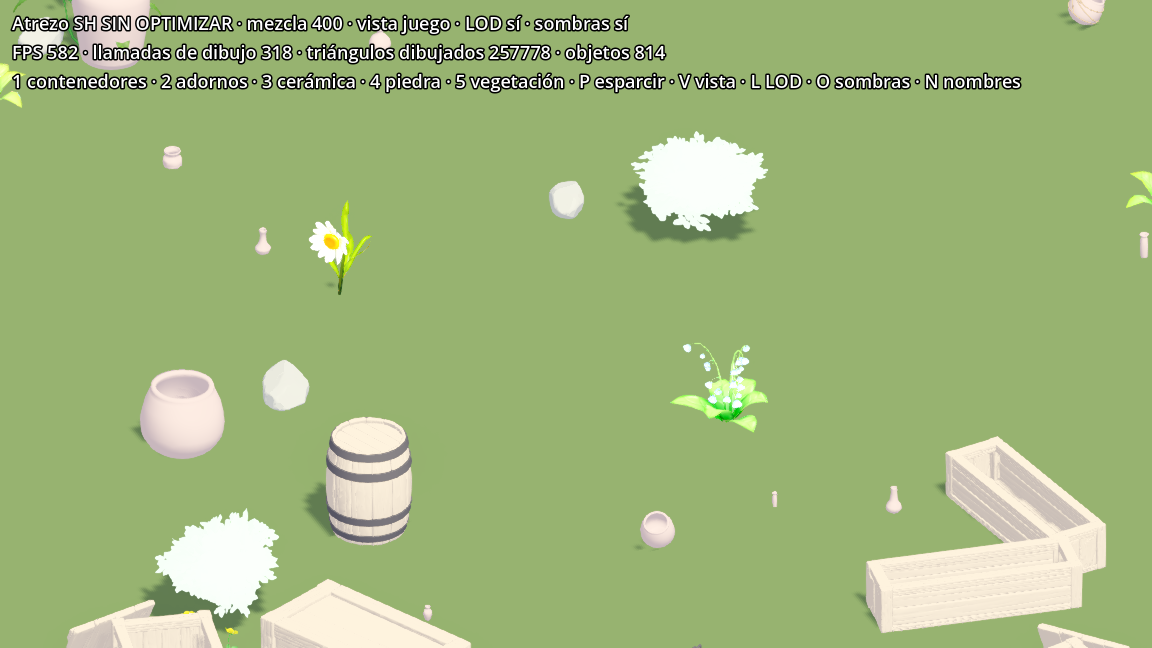 Atrezo SH SIN OPTIMIZAR · mezcla 400 · vista juego · LOD sí · sombras sí
FPS 582 · llamadas de dibujo 318 · triángulos dibujados 257778 · objetos 814
1 contenedores · 2 adornos · 3 cerámica · 4 piedra · 5 vegetación · P esparcir · V vista · L LOD · O sombras · N nombres